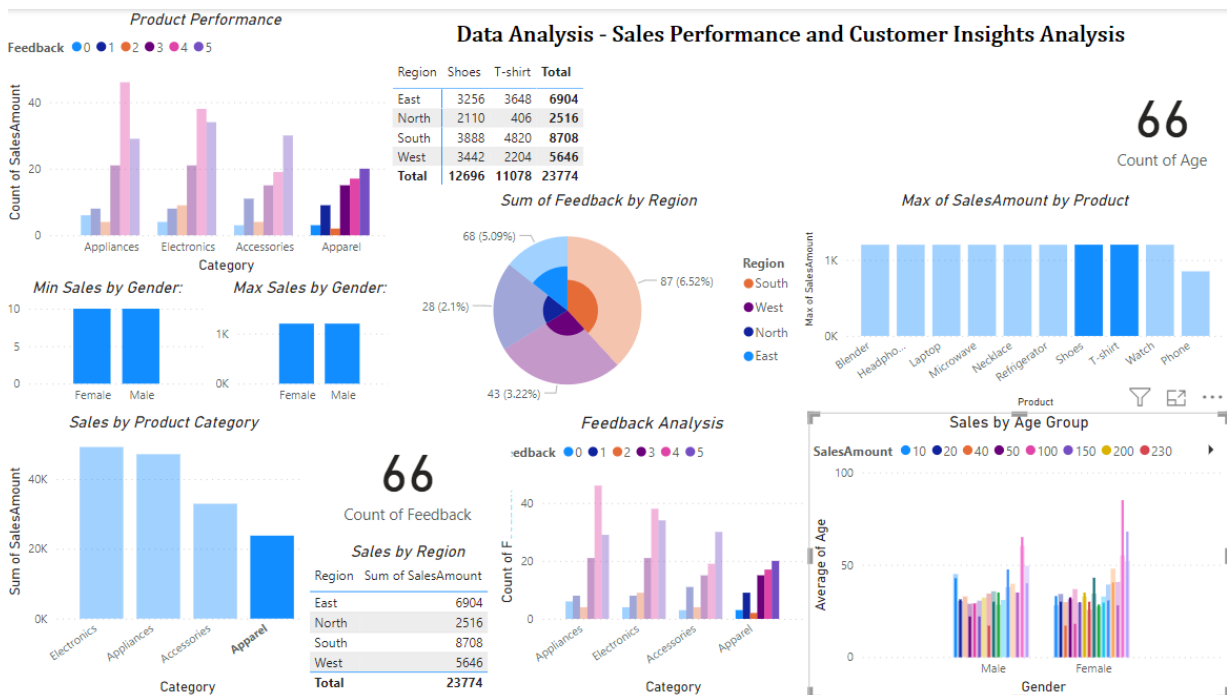 Product Performance
Feedback 0 1 2 3 4 5
Count of SalesAmount
40
20
0
Appliances Electronics Accessories Apparel
Category
Data Analysis - Sales Performance and Customer Insights Analysis
Region Shoes T-shirt Total
East 3256 3648 6904
North 2110 406 2516
South 3888 4820 8708
West 3442 2204 5646
Total 12696 11078 23774
66
Count of Age
Min Sales by Gender:
10
5
0
Female Male
Max Sales by Gender:
1K
0K
Female Male
Sum of Feedback by Region
68 (5.09%)
87 (6.52%)
28 (2.1%)
43 (3.22%)
Region
South
West
North
East
Max of SalesAmount by Product
Max of SalesAmount
1K
0K
Blender Headpho... Laptop Microwave Necklace Refrigerator Shoes T-shirt Watch Phone
Product
Sales by Product Category
Sum of SalesAmount
40K
20K
0K
Electronics Appliances Accessories Apparel
Category
66
Count of Feedback
Sales by Region
Region Sum of SalesAmount
East 6904
North 2516
South 8708
West 5646
Total 23774
Feedback Analysis
edback 0 1 2 3 4 5
Count of F
40
20
0
Appliances Electronics Accessories Apparel
Category
Sales by Age Group
SalesAmount 10 20 40 50 100 150 200 230
Average of Age
100
50
0
Male Female
Gender